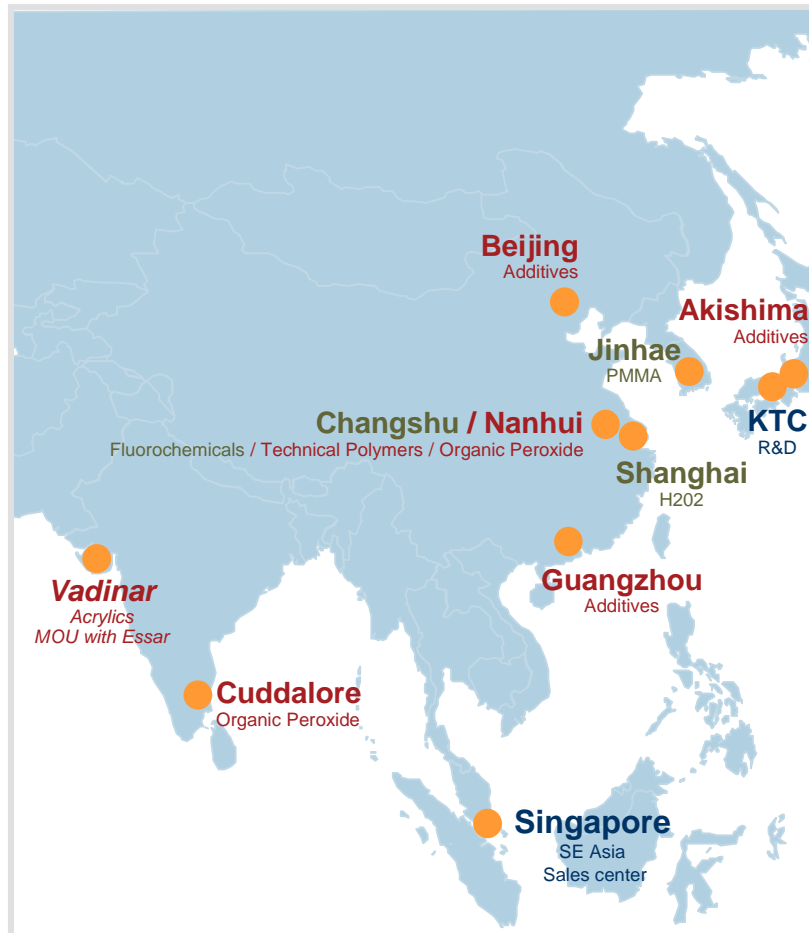 Beijing
Additives
Akishima
Additives
Jinhae
PMMA
KTC
R&D
Changshu / Nanhui
Fluorochemicals / Technical Polymers / Organic Peroxide
Shanghai
H202
Guangzhou
Additives
Vadinar
Acrylics
MOU with Essar
Cuddalore
Organic Peroxide
Singapore
SE Asia
Sales center